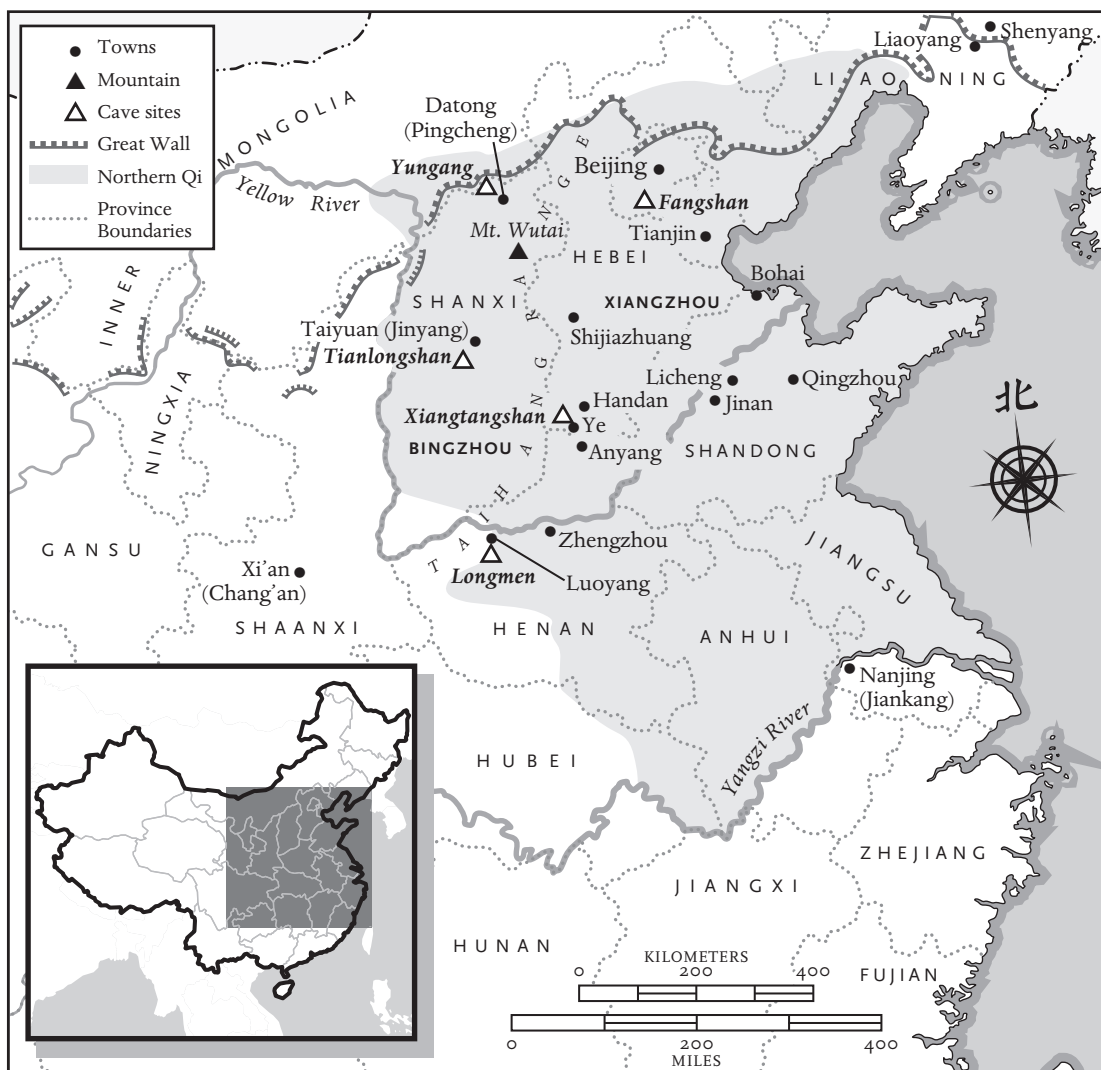 Towns
Mountain
Cave sites
Great Wall
Northern Qi
Province
Boundaries
Shenyang
Liaoyang
LIAONING
MONGOLIA
Datong
(Pingcheng)
Yungang
Beijing
Fangshan
Yellow River
Mt. Wutai
Tianjin
HEBEI
Bohai
SHANXI
XIANGZHOU
INNER
Taiyuan (Jinyang)
Shijiazhuang
Tianlongshan
Licheng
Qingzhou
Jinan
NINGXIA
Handan
Xiangtangshan
Ye
BINGZHOU
Anyang
SHANDONG
北
TAIHANG RANGE
GANSU
Zhengzhou
JIANGSU
Xi'an
(Chang'an)
Longmen
Luoyang
SHAANXI
HENAN
ANHUI
Nanjing
(Jiankang)
Yangzi River
HUBEI
ZHEJIANG
JIANGXI
HUNAN
FUJIAN
KILOMETERS
0 200 400
0 200 400
MILES